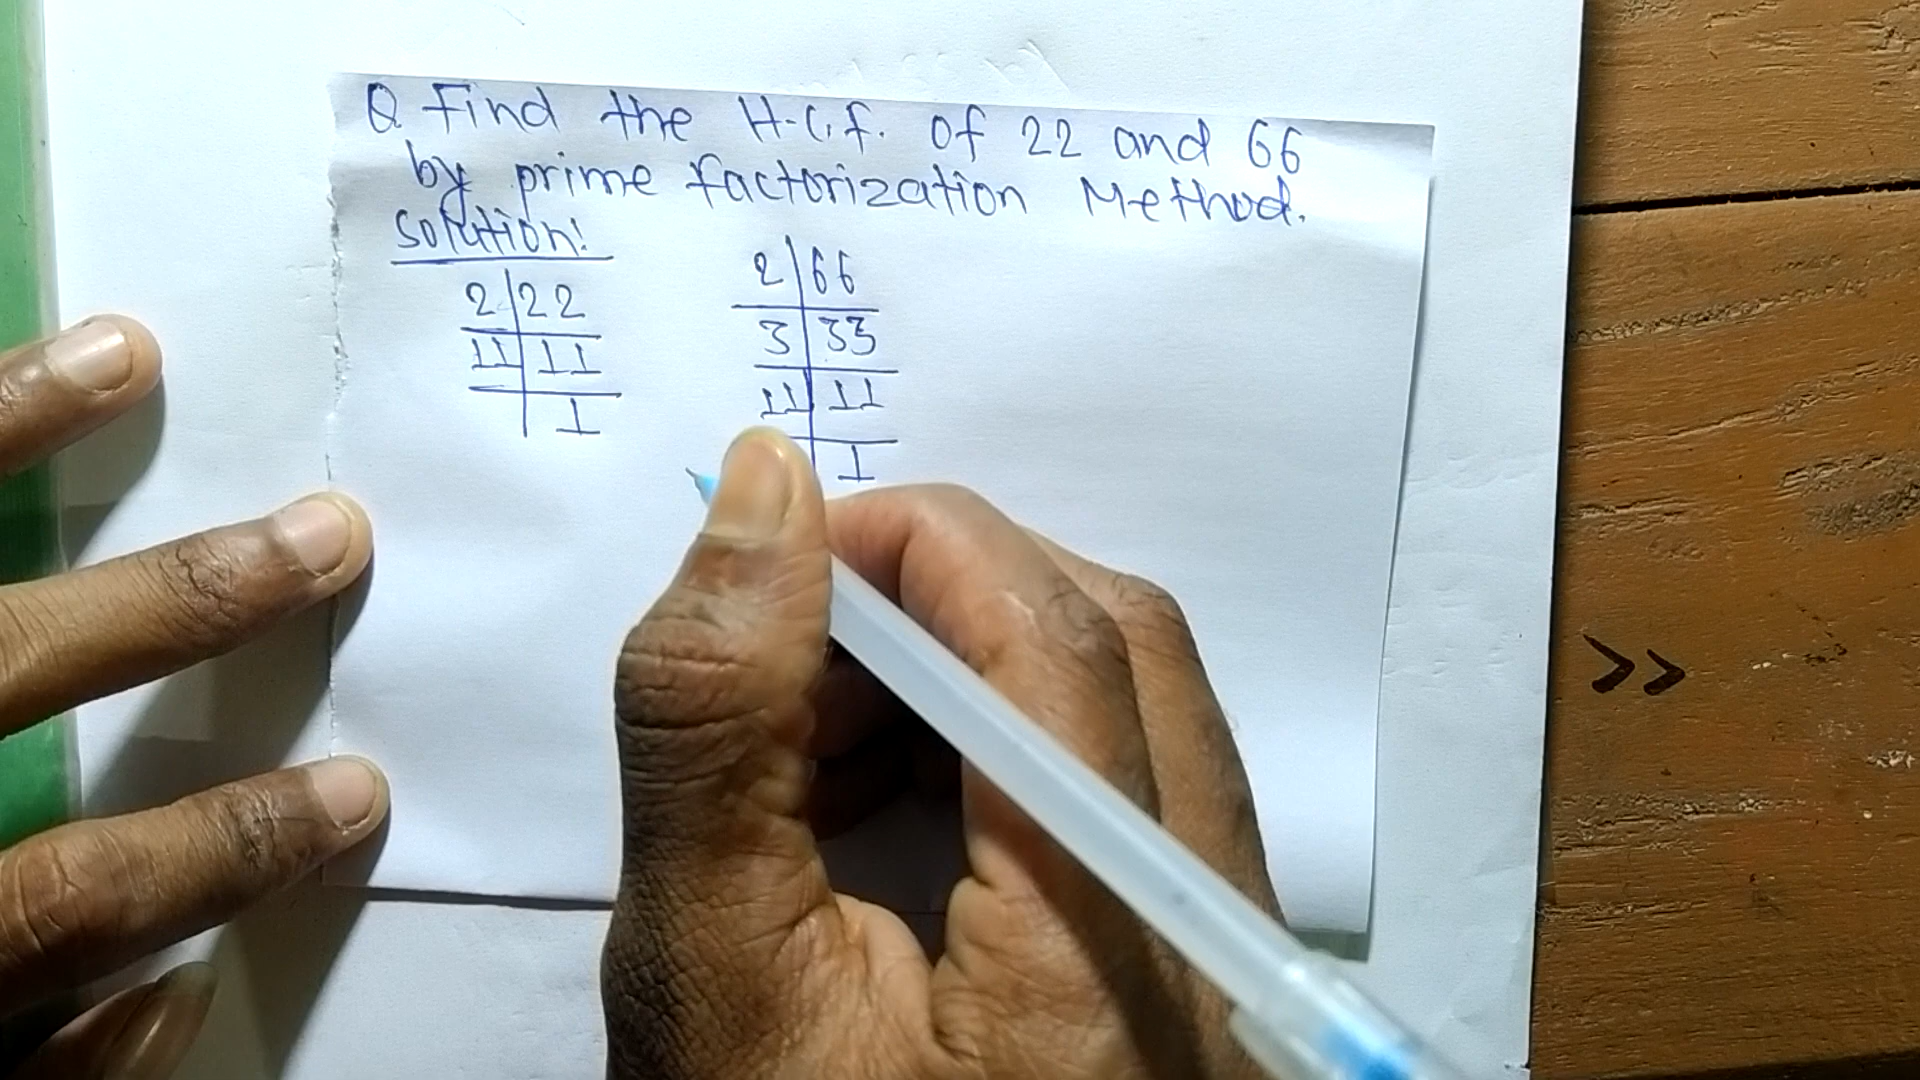 Q Find the H.C.f. of 22 and 66
by prime factorization Method.
Solution:
2 | 22
11 | 11
1
2 | 66
3 | 33
11 | 11
1
>>